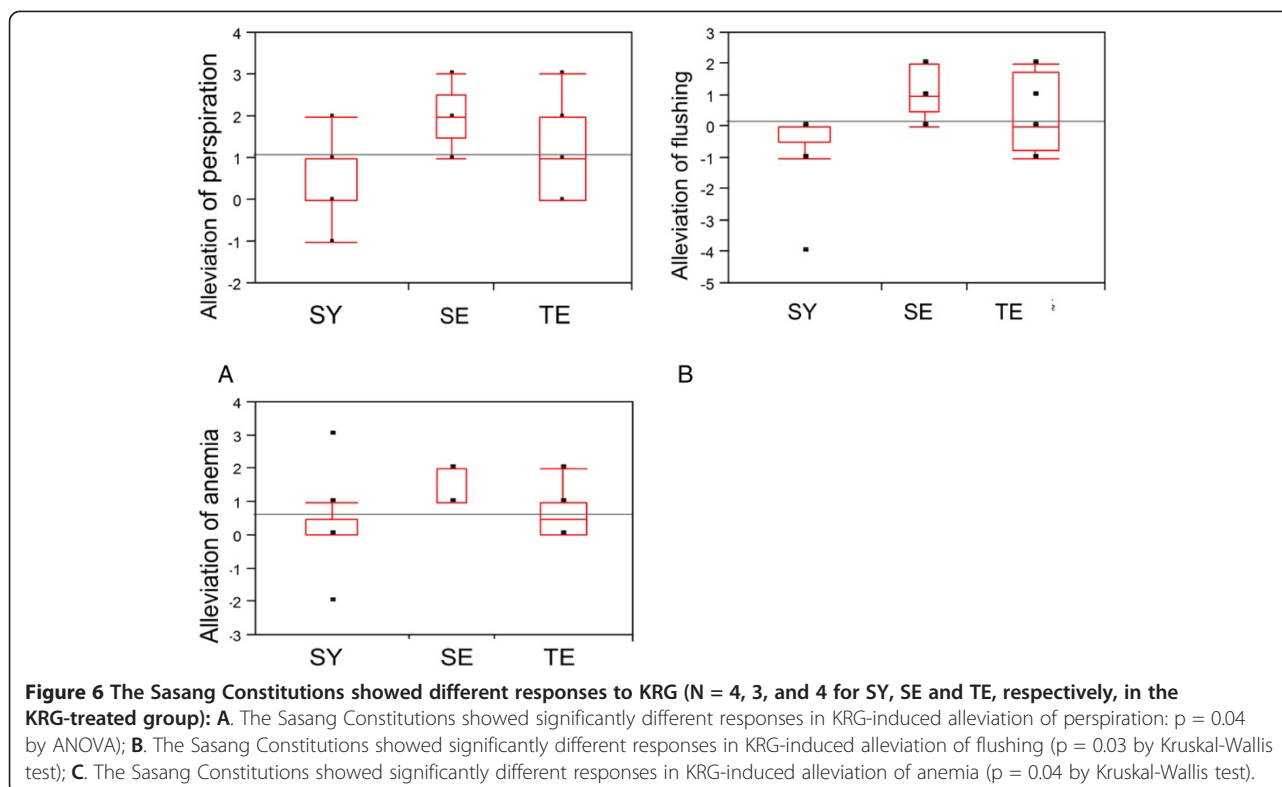 Alleviation of perspiration
4
3
2
1
0
-1
-2
SY SE TE
A
Alleviation of flushing
3
2
1
0
-1
-2
-3
-4
-5
SY SE TE
B
Alleviation of anemia
4
3
2
1
0
-1
-2
-3
SY SE TE
Figure 6 The Sasang Constitutions showed different responses to KRG (N = 4, 3, and 4 for SY, SE and TE, respectively, in the
KRG-treated group): A. The Sasang Constitutions showed significantly different responses in KRG-induced alleviation of perspiration: p = 0.04
by ANOVA); B. The Sasang Constitutions showed significantly different responses in KRG-induced alleviation of flushing (p = 0.03 by Kruskal-Wallis
test); C. The Sasang Constitutions showed significantly different responses in KRG-induced alleviation of anemia (p = 0.04 by Kruskal-Wallis test).